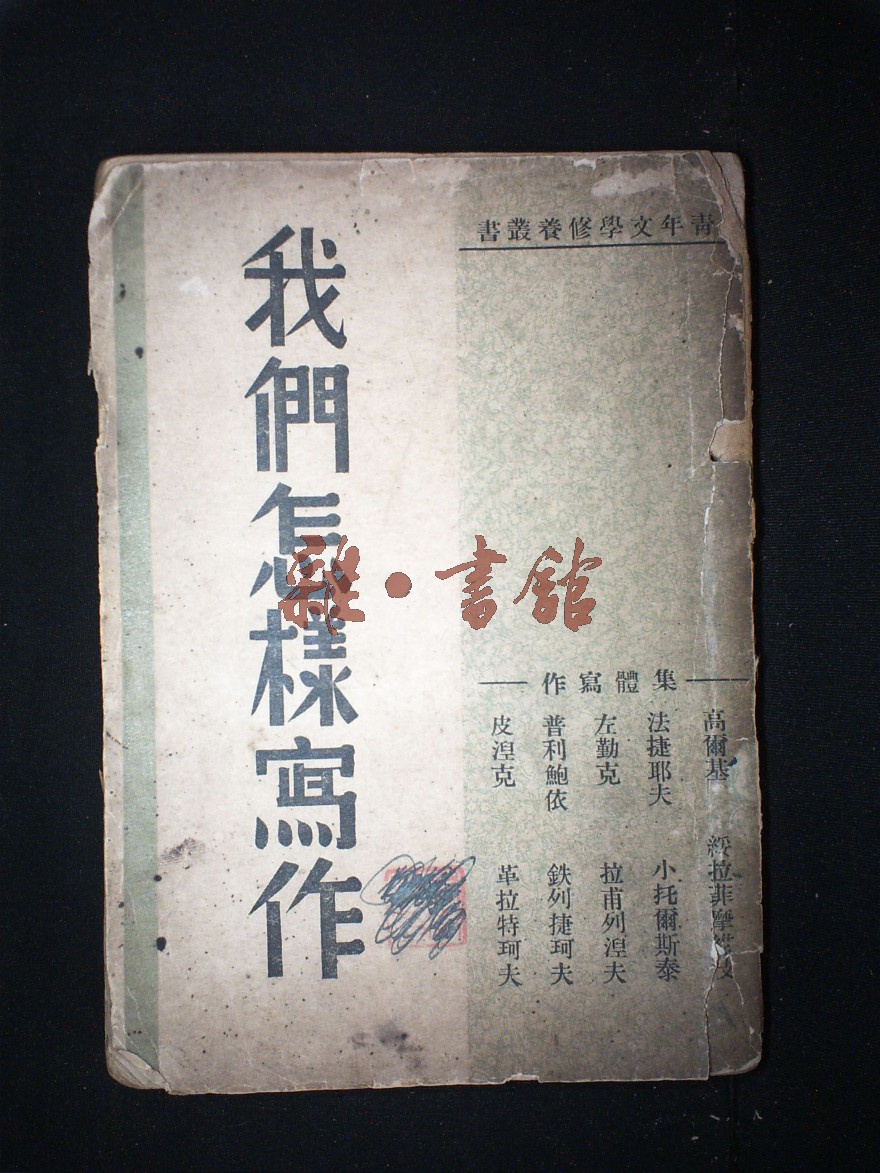 青年文學修養叢書
我們怎樣寫作
集體寫作
高爾基 綏拉菲摩
法捷耶夫 小托爾斯泰
左勤克 拉甫列湼夫
普利鮑依 鉄列捷珂夫
皮湼克 革拉特珂夫
雜·書館